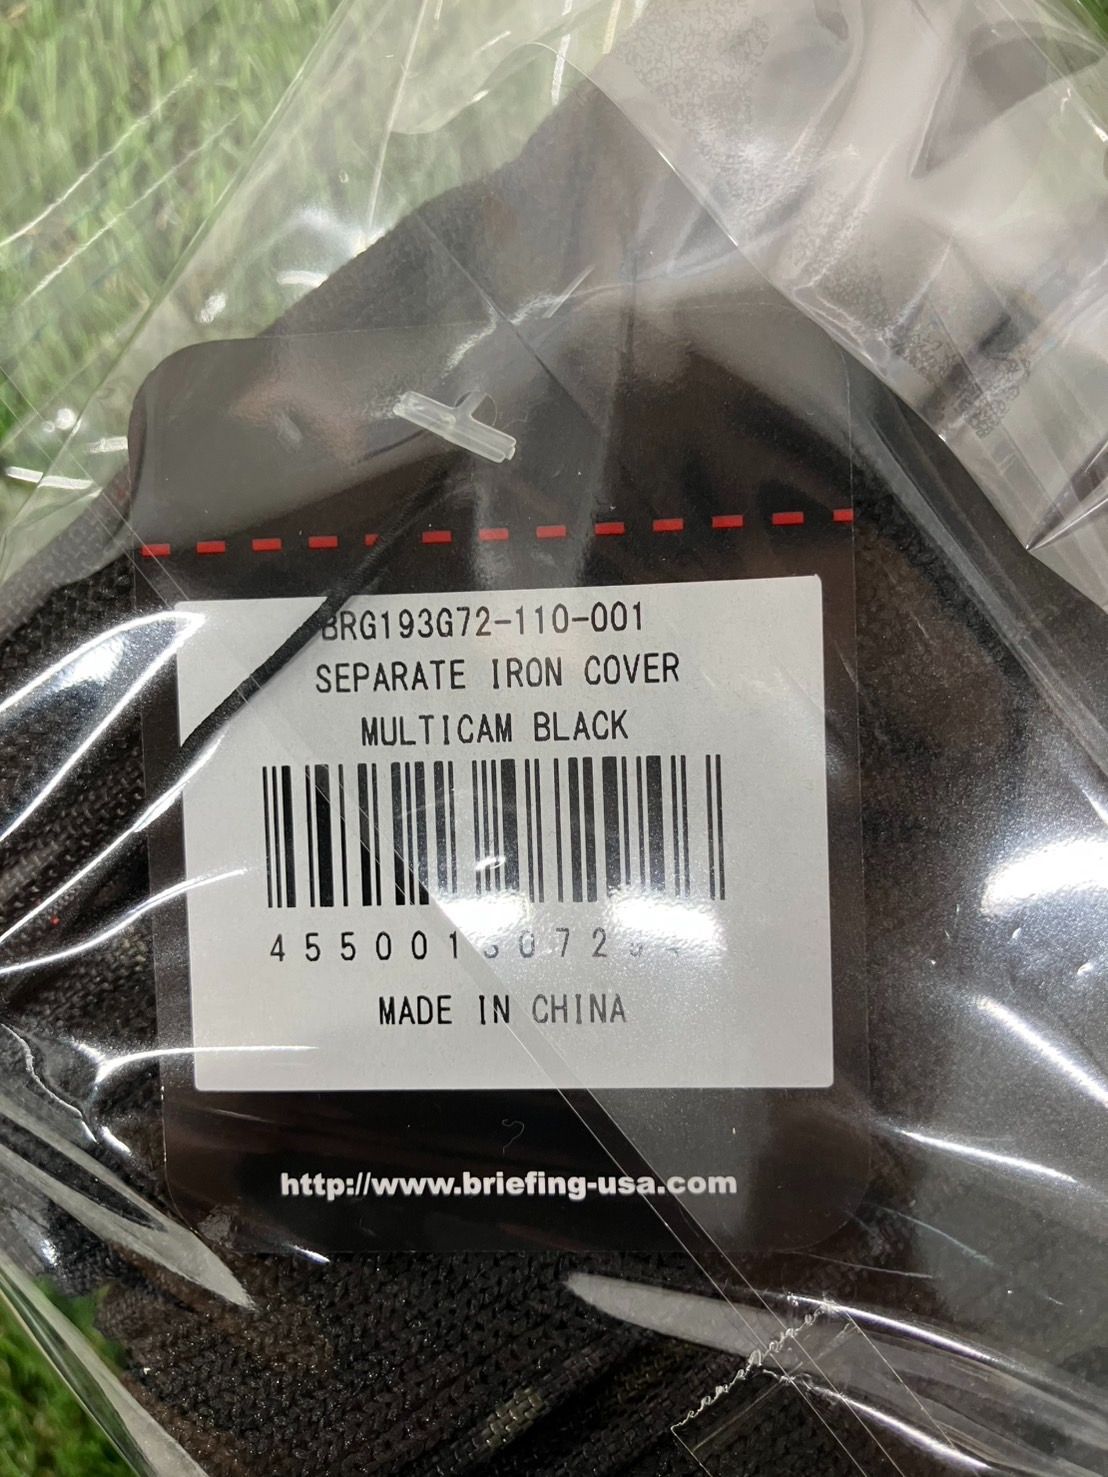 BRG193G72-110-001
SEPARATE IRON COVER
MULTICAM BLACK
MADE IN CHINA
http://www.briefing-usa.com